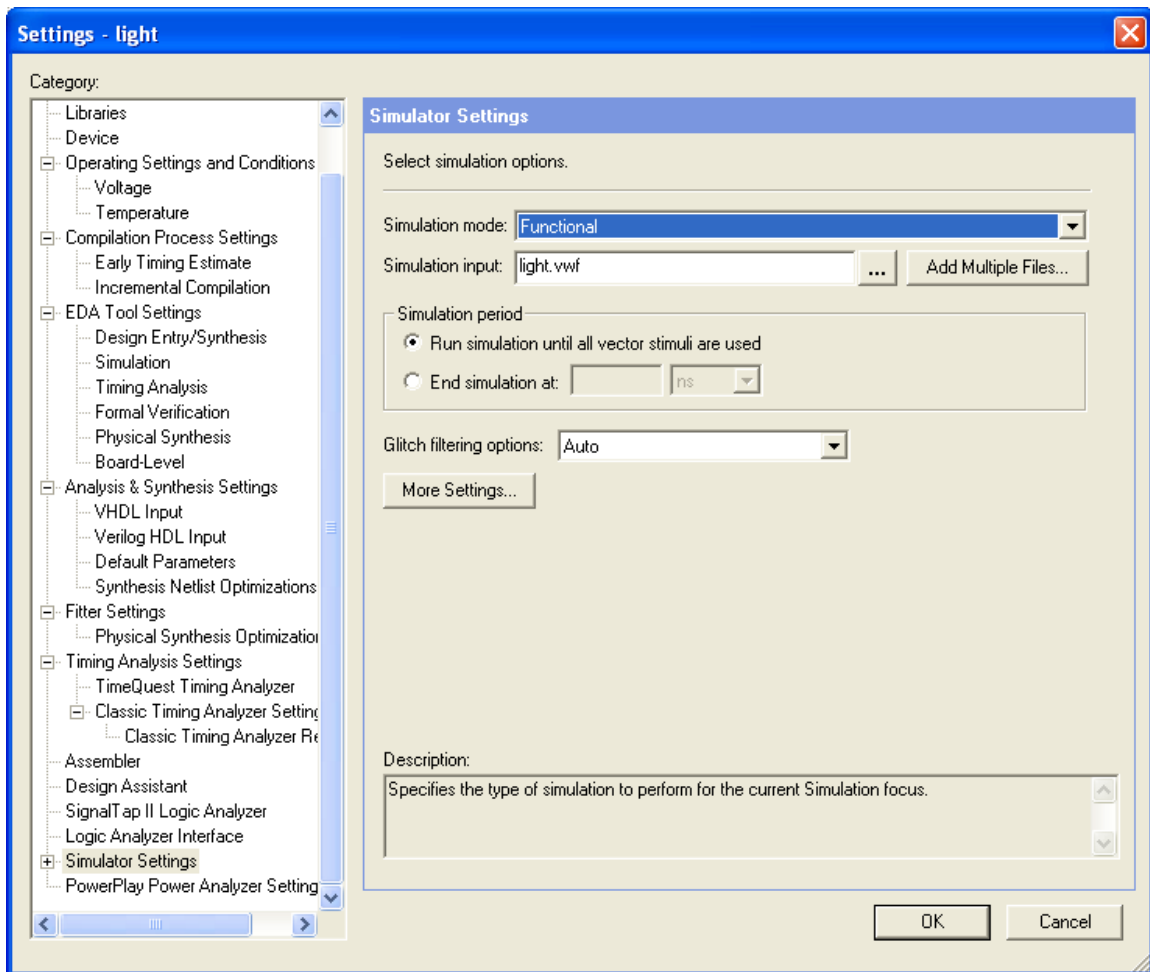 Settings - light
Category:
Libraries
Device
Operating Settings and Conditions
Voltage
Temperature
Compilation Process Settings
Early Timing Estimate
Incremental Compilation
EDA Tool Settings
Design Entry/Synthesis
Simulation
Timing Analysis
Formal Verification
Physical Synthesis
Board-Level
Analysis & Synthesis Settings
VHDL Input
Verilog HDL Input
Default Parameters
Synthesis Netlist Optimizations
Fitter Settings
Physical Synthesis Optimization
Timing Analysis Settings
TimeQuest Timing Analyzer
Classic Timing Analyzer Setting
Classic Timing Analyzer Re
Assembler
Design Assistant
SignalTap II Logic Analyzer
Logic Analyzer Interface
Simulator Settings
PowerPlay Power Analyzer Setting
Simulator Settings
Select simulation options.
Simulation mode: Functional
Simulation input: light.vwf ... Add Multiple Files...
Simulation period
Run simulation until all vector stimuli are used
End simulation at: ns
Glitch filtering options: Auto
More Settings...
Description:
Specifies the type of simulation to perform for the current Simulation focus.
OK Cancel